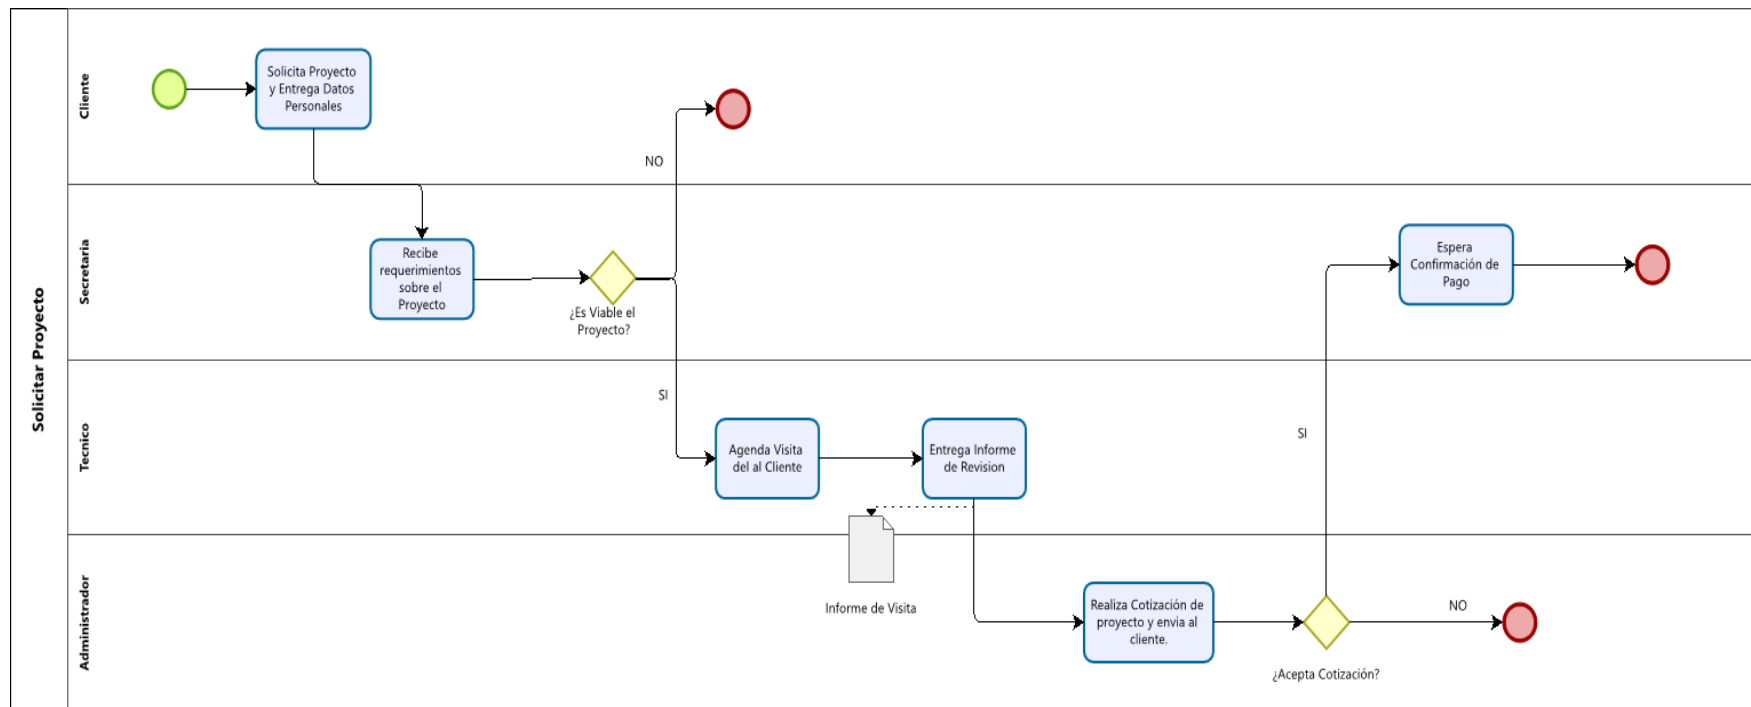 Solicitar Proyecto
Cliente
Solicita Proyecto
y Entrega Datos
Personales
NO
Secretaria
Recibe
requerimientos
sobre el
Proyecto
¿Es Viable el
Proyecto?
Espera
Confirmación de
Pago
Tecnico
SI
Agenda Visita
del al Cliente
Entrega Informe
de Revision
SI
Administrador
Informe de Visita
Realiza Cotización de
proyecto y envia al
cliente.
¿Acepta Cotización?
NO